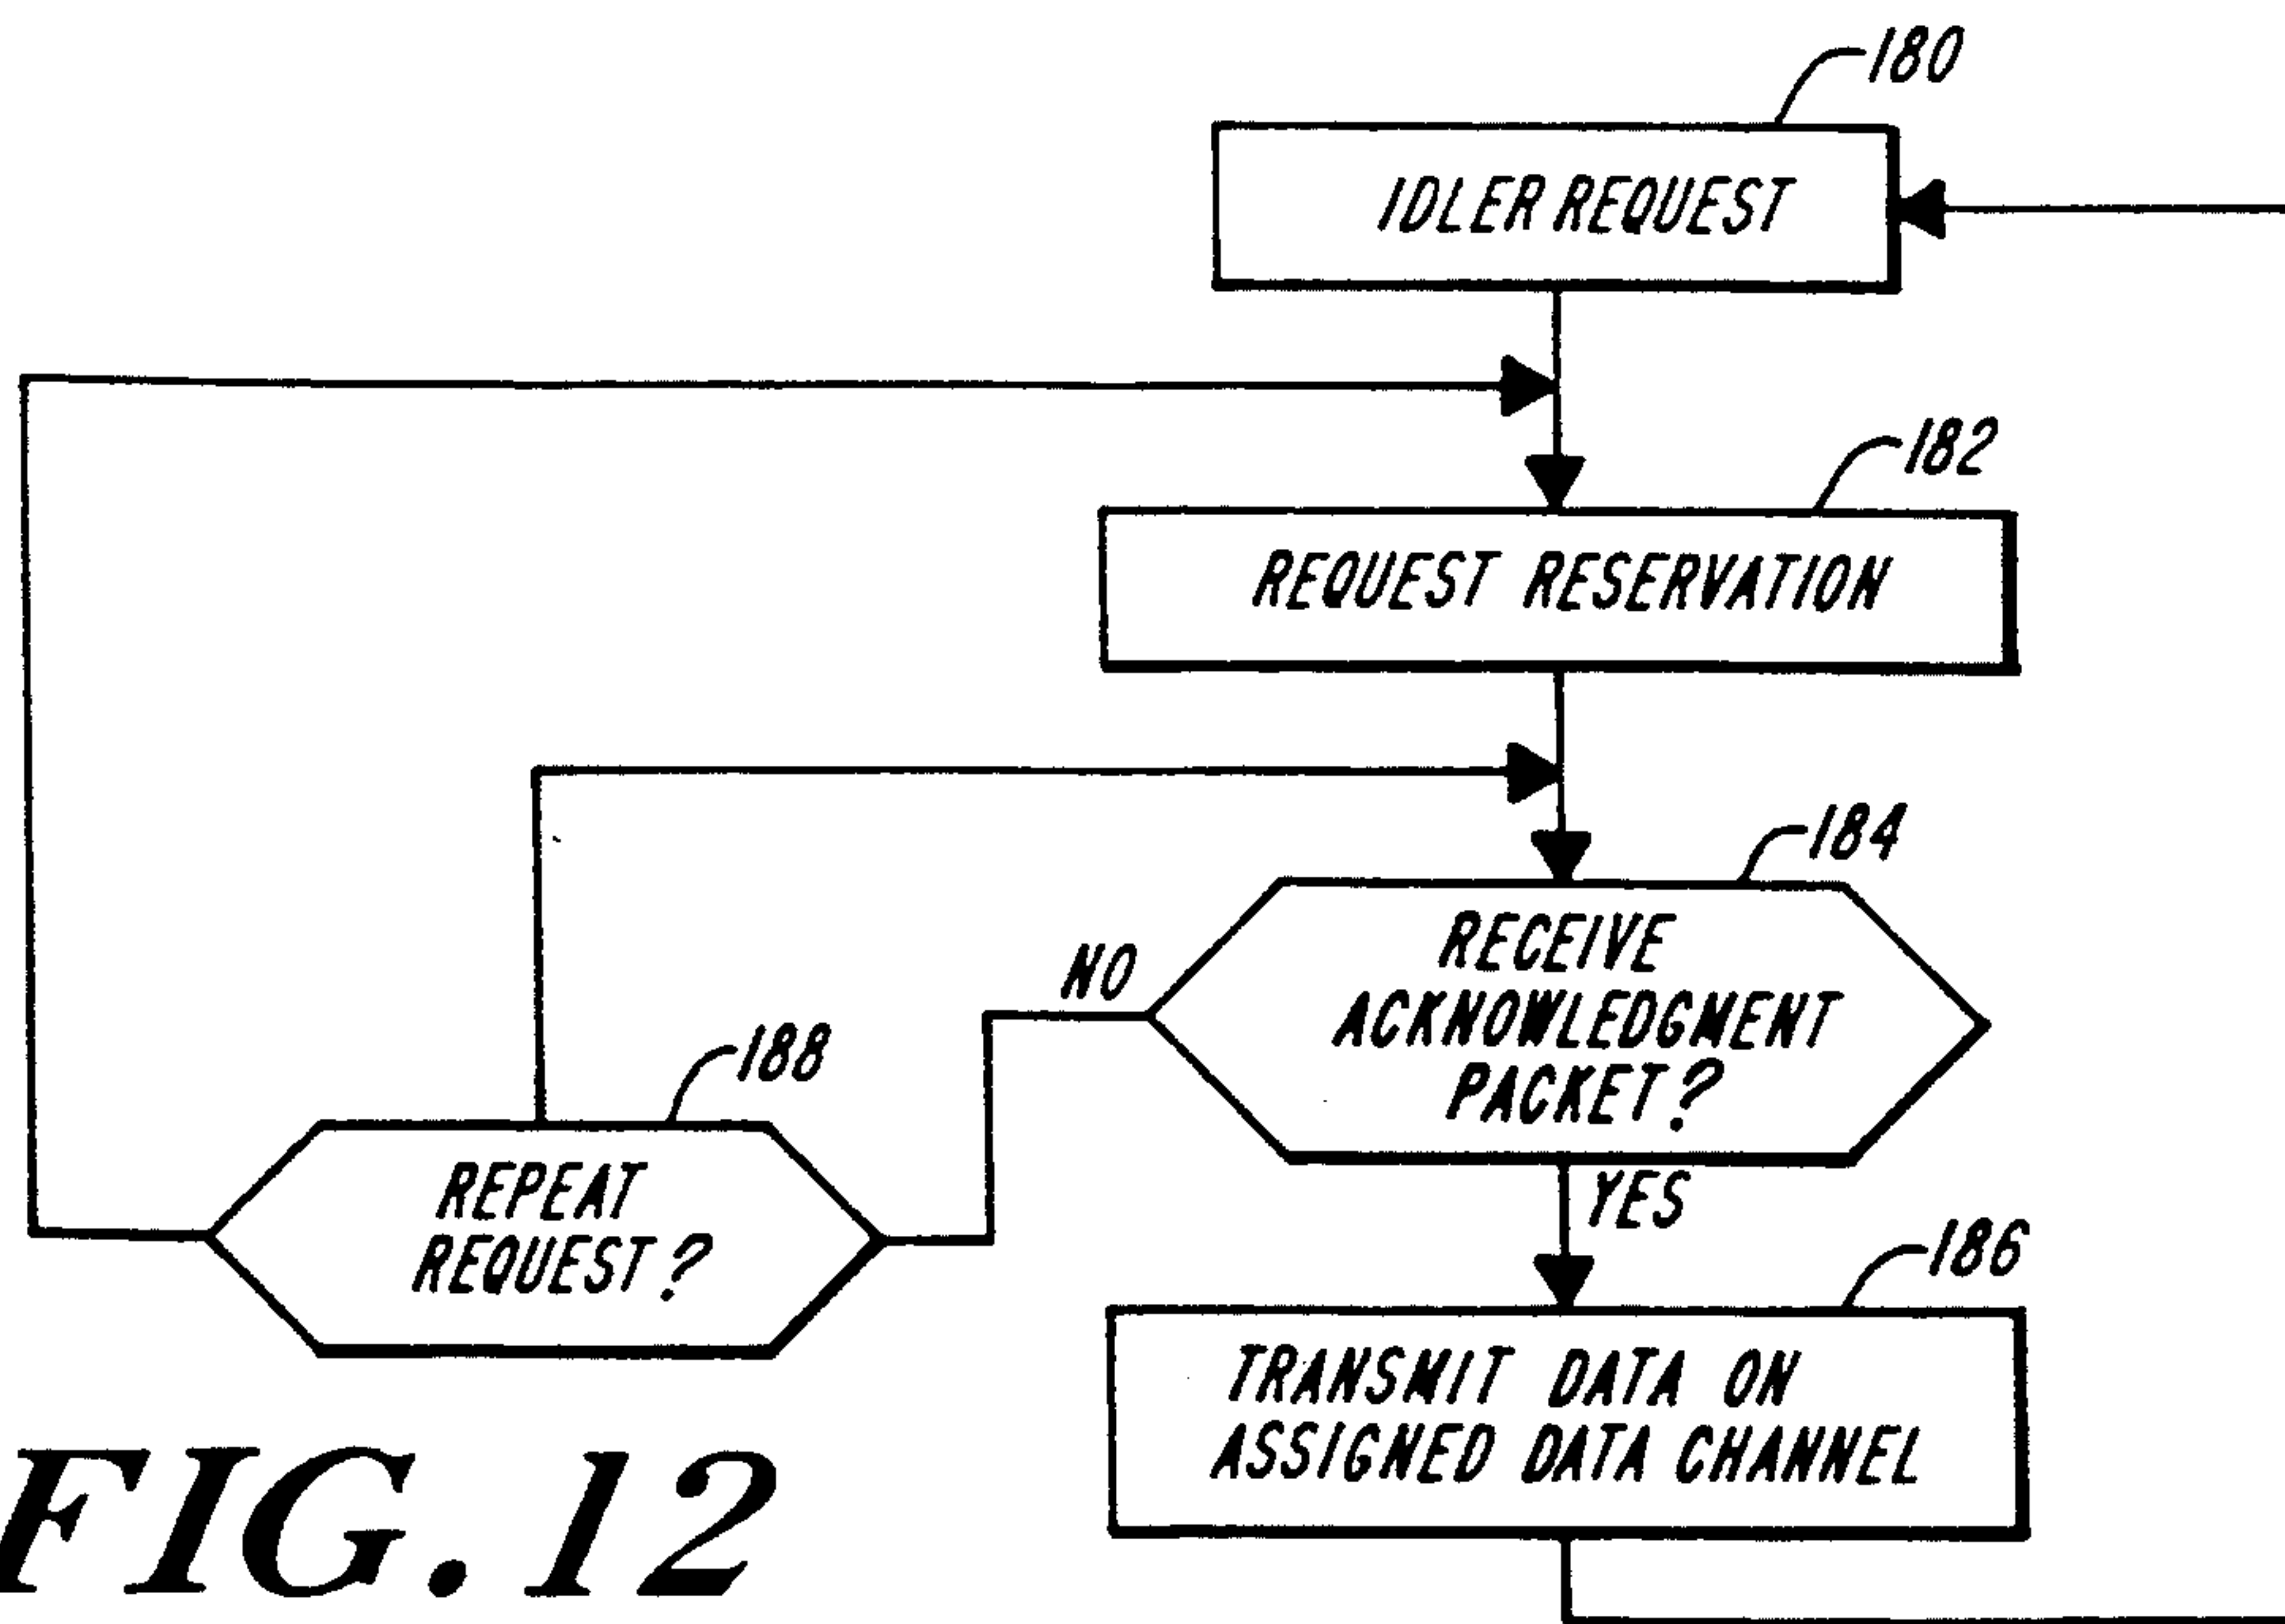 180
IDLER REQUEST
182
REQUEST RESERVATION
184
RECEIVE
ACKNOWLEDGMENT
PACKET?
NO
188
REPEAT
REQUEST?
YES
186
TRANSMIT DATA ON
ASSIGNED DATA CHANNEL
FIG. 12